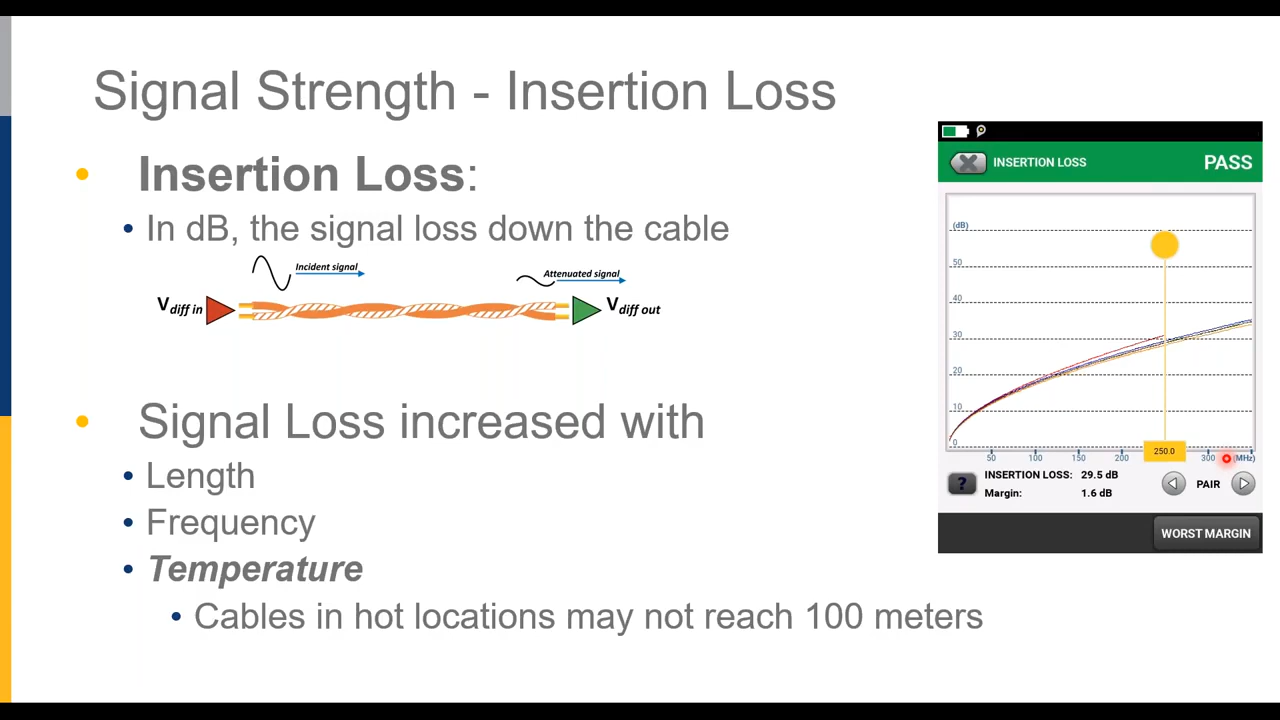 Signal Strength - Insertion Loss
• Insertion Loss:
• In dB, the signal loss down the cable
Incident signal
Attenuated signal
V diff in
V diff out
• Signal Loss increased with
• Length
• Frequency
• Temperature
• Cables in hot locations may not reach 100 meters
INSERTION LOSS PASS
(dB)
50
40
30
20
10
0
50 100 150 200 250.0 300 (MHz)
? INSERTION LOSS: 29.5 dB
Margin: 1.6 dB
PAIR
WORST MARGIN